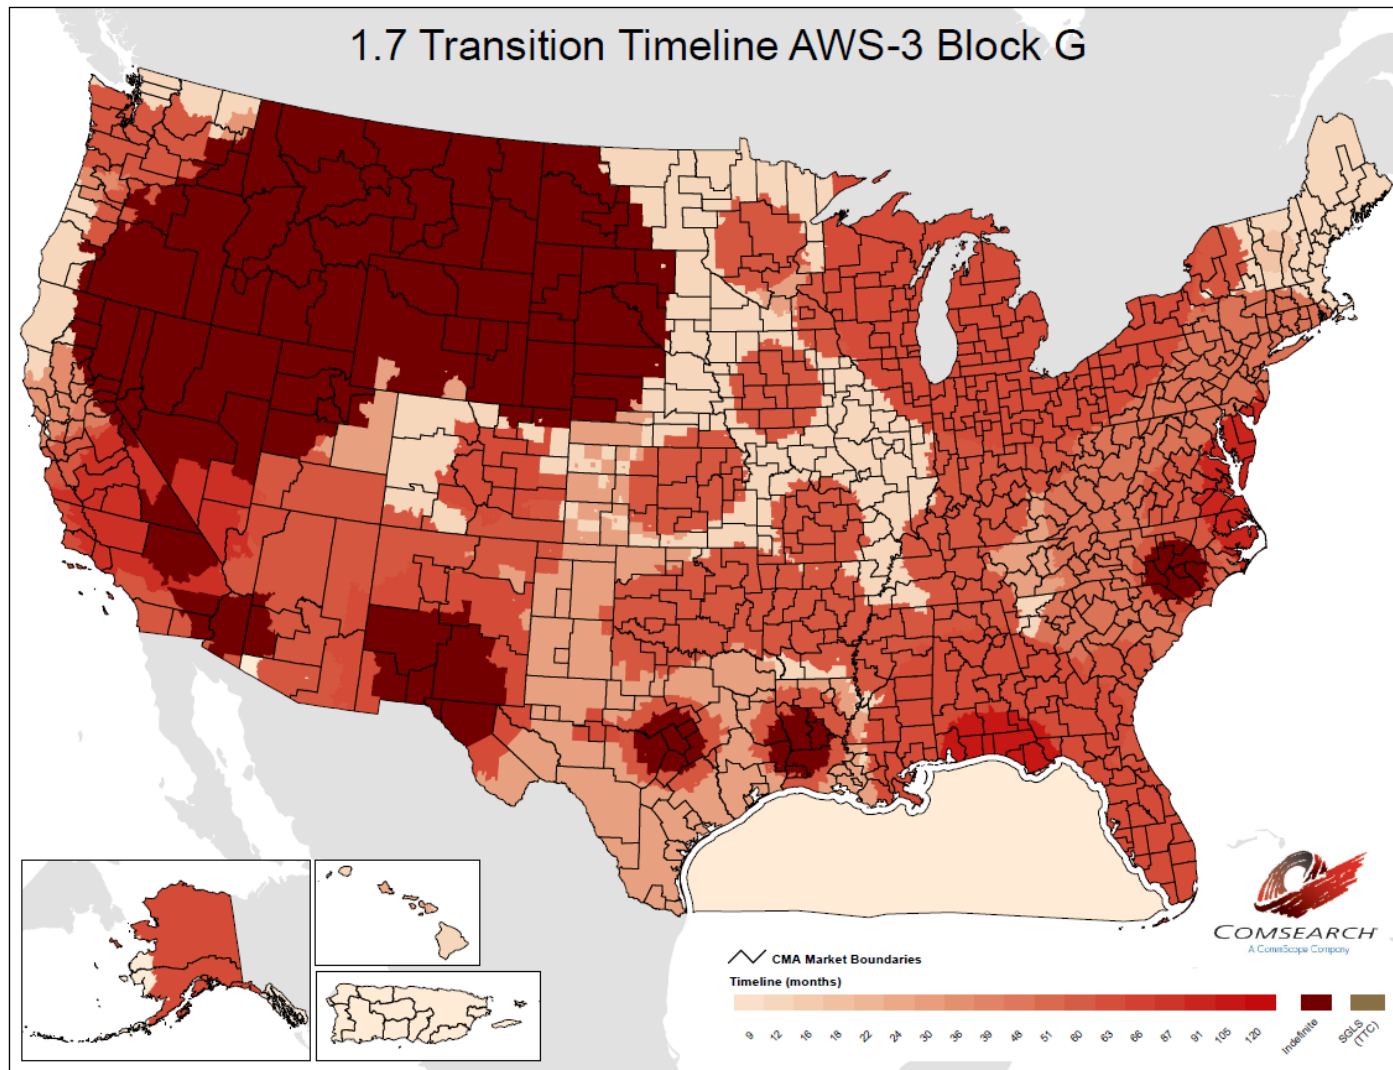 1.7 Transition Timeline AWS-3 Block G
COMSEARCH
A CommScope Company
CMA Market Boundaries
Timeline (months)
9 12 16 18 22 24 30 36 39 48 51 60 63 66 87 91 105 120 Indefinite SGLS
(TTC)